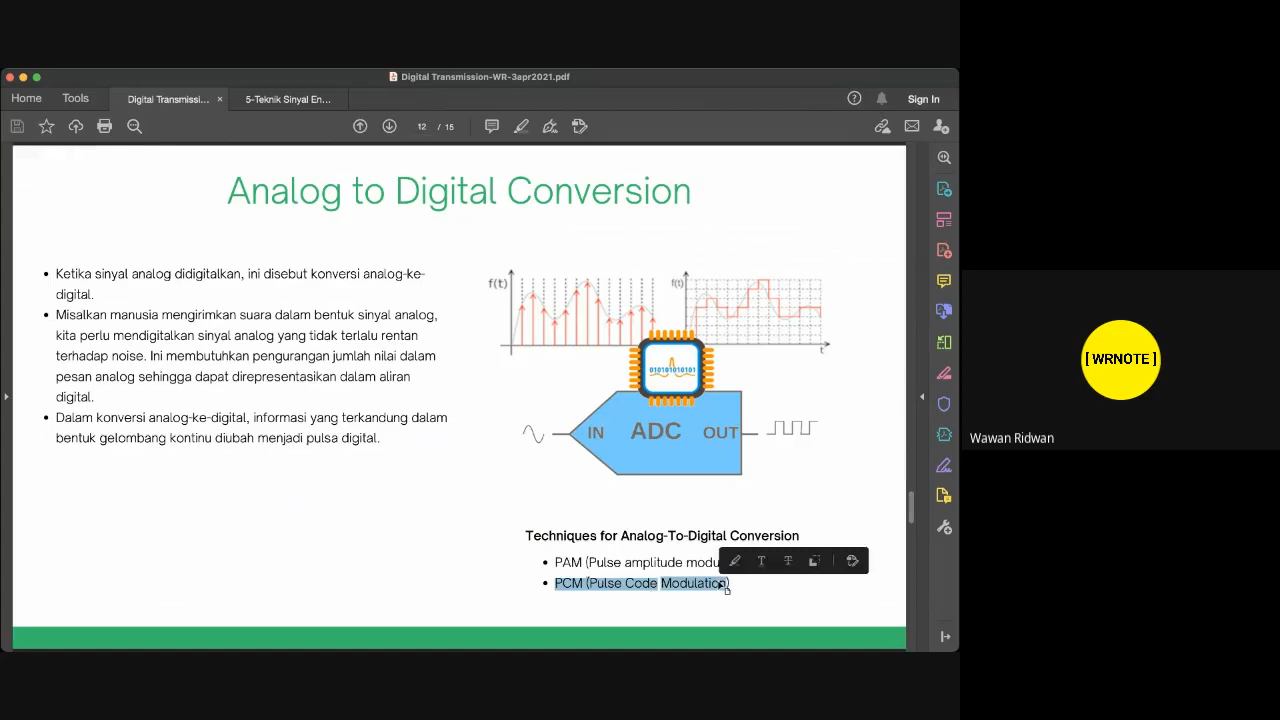 Digital Transmission-WR-3apr2021.pdf
Home
Tools
Digital Transmissi...
×
5-Teknik Sinyal En...
Sign In
12 / 15
Analog to Digital Conversion
• Ketika sinyal analog didigitalkan, ini disebut konversi analog-ke-
digital.
• Misalkan manusia mengirimkan suara dalam bentuk sinyal analog,
kita perlu mendigitalkan sinyal analog yang tidak terlalu rentan
terhadap noise. Ini membutuhkan pengurangan jumlah nilai dalam
pesan analog sehingga dapat direpresentasikan dalam aliran
digital.
• Dalam konversi analog-ke-digital, informasi yang terkandung dalam
bentuk gelombang kontinu diubah menjadi pulsa digital.
f(t)
f(t)
t
010101010101
IN
ADC
OUT
Techniques for Analog-To-Digital Conversion
• PAM (Pulse amplitude modu
• PCM (Pulse Code Modulation)
[ WRNOTE ]
Wawan Ridwan